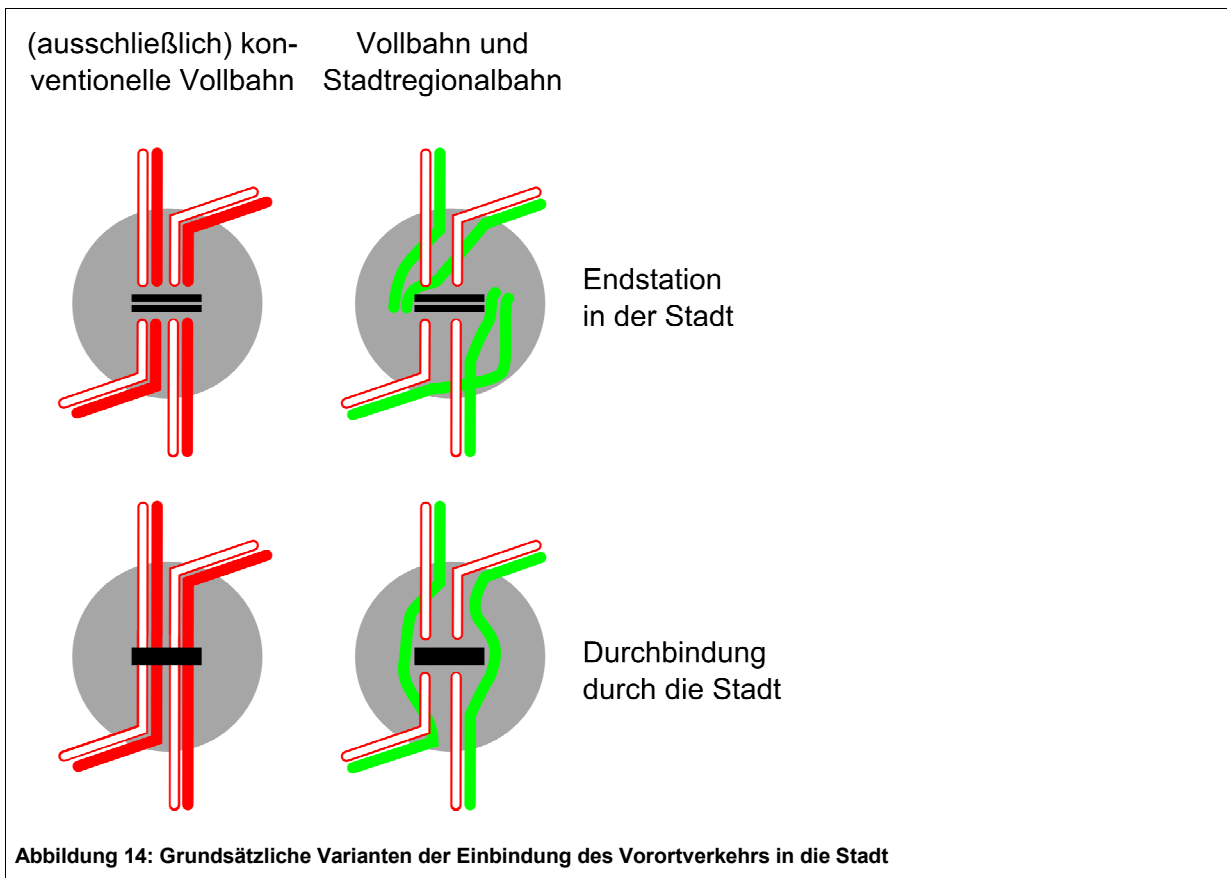 (ausschließlich) kon-
ventionelle Vollbahn
Vollbahn und
Stadtregionalbahn
Endstation
in der Stadt
Durchbindung
durch die Stadt
Abbildung 14: Grundsätzliche Varianten der Einbindung des Vorortverkehrs in die Stadt